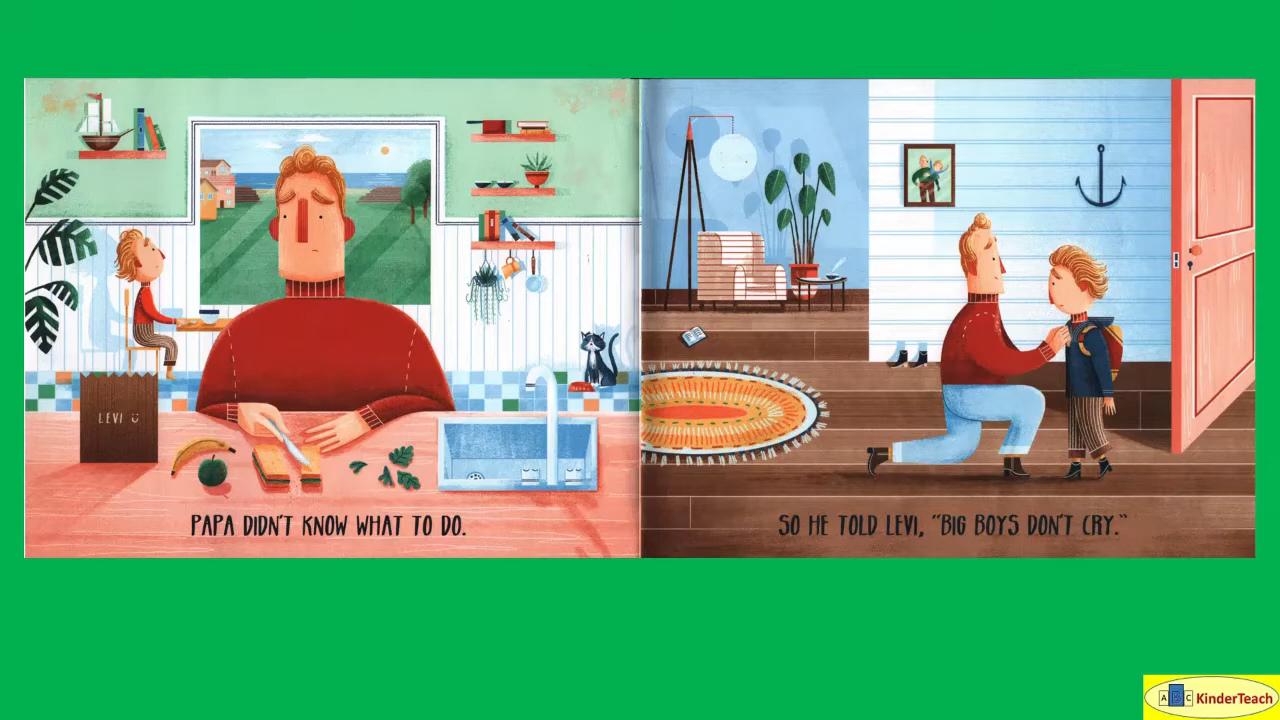 LEVI
PAPA DIDN'T KNOW WHAT TO DO.
SO HE TOLD LEVI, "BIG BOYS DON'T CRY."
A B C KinderTeach